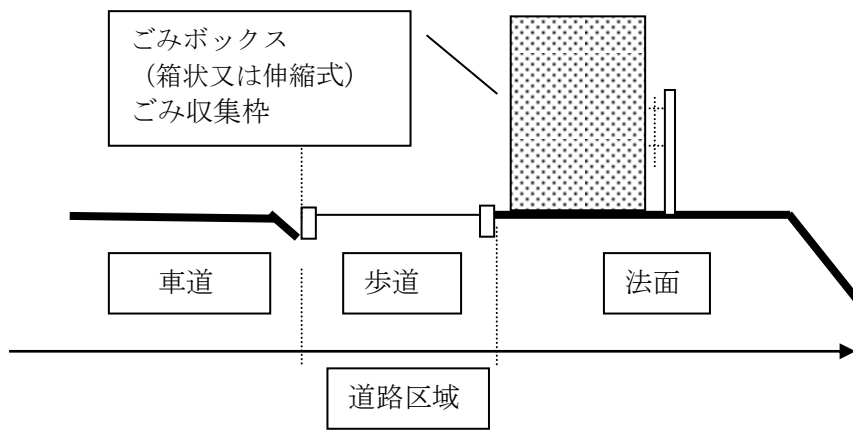 ごみボックス
（箱状又は伸縮式）
ごみ収集枠
車道
歩道
法面
道路区域